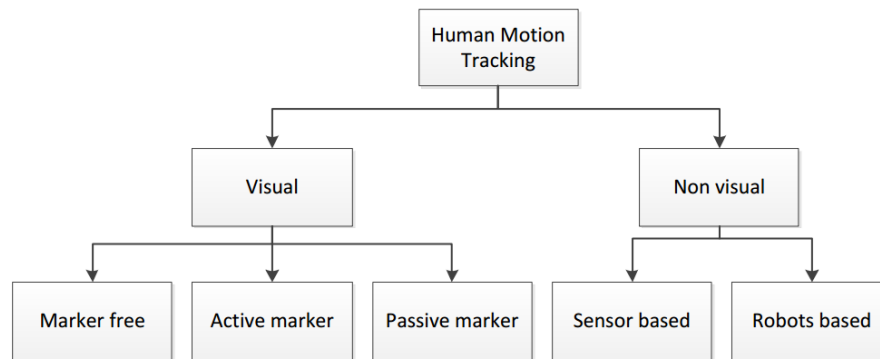 Human Motion
Tracking
Visual
Non visual
Marker free
Active marker
Passive marker
Sensor based
Robots based